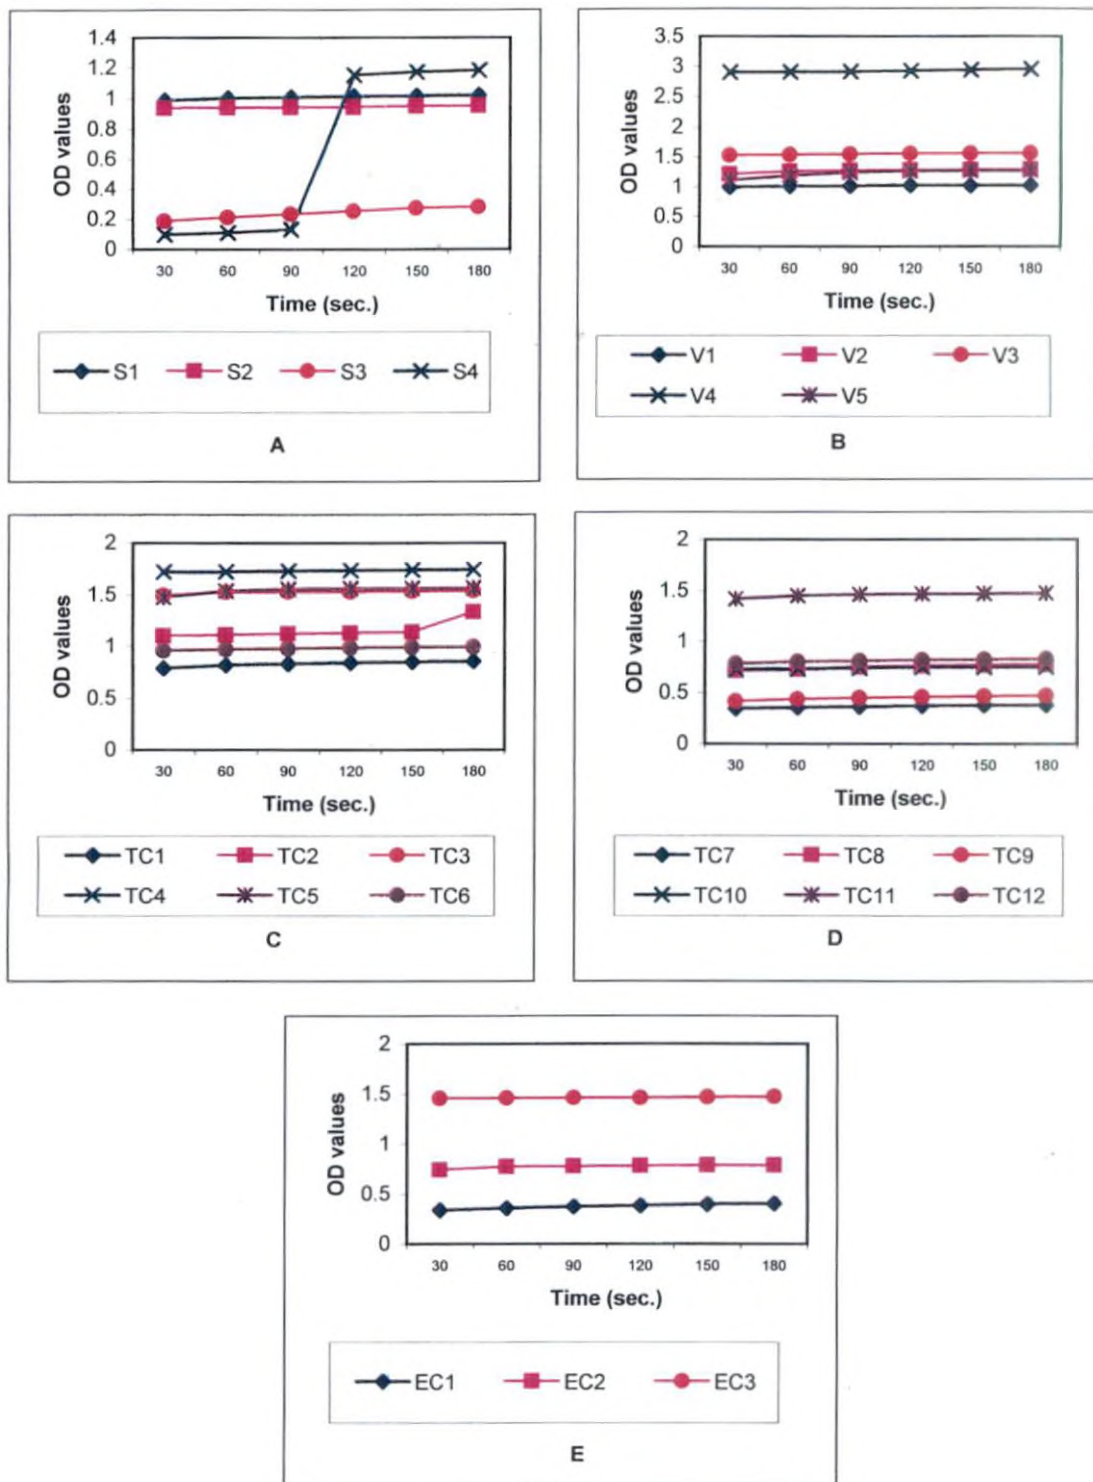 1.4
1.2
1
0.8
0.6
0.4
0.2
0
OD values
30 60 90 120 150 180
Time (sec.)
S1 S2 S3 S4
A
3.5
3
2.5
2
1.5
1
0.5
0
OD values
30 60 90 120 150 180
Time (sec.)
V1 V2 V3
V4 V5
B
2
1.5
1
0.5
0
OD values
30 60 90 120 150 180
Time (sec.)
TC1 TC2 TC3
TC4 TC5 TC6
C
2
1.5
1
0.5
0
OD values
30 60 90 120 150 180
Time (sec.)
TC7 TC8 TC9
TC10 TC11 TC12
D
2
1.5
1
0.5
0
OD values
30 60 90 120 150 180
Time (sec.)
EC1 EC2 EC3
E